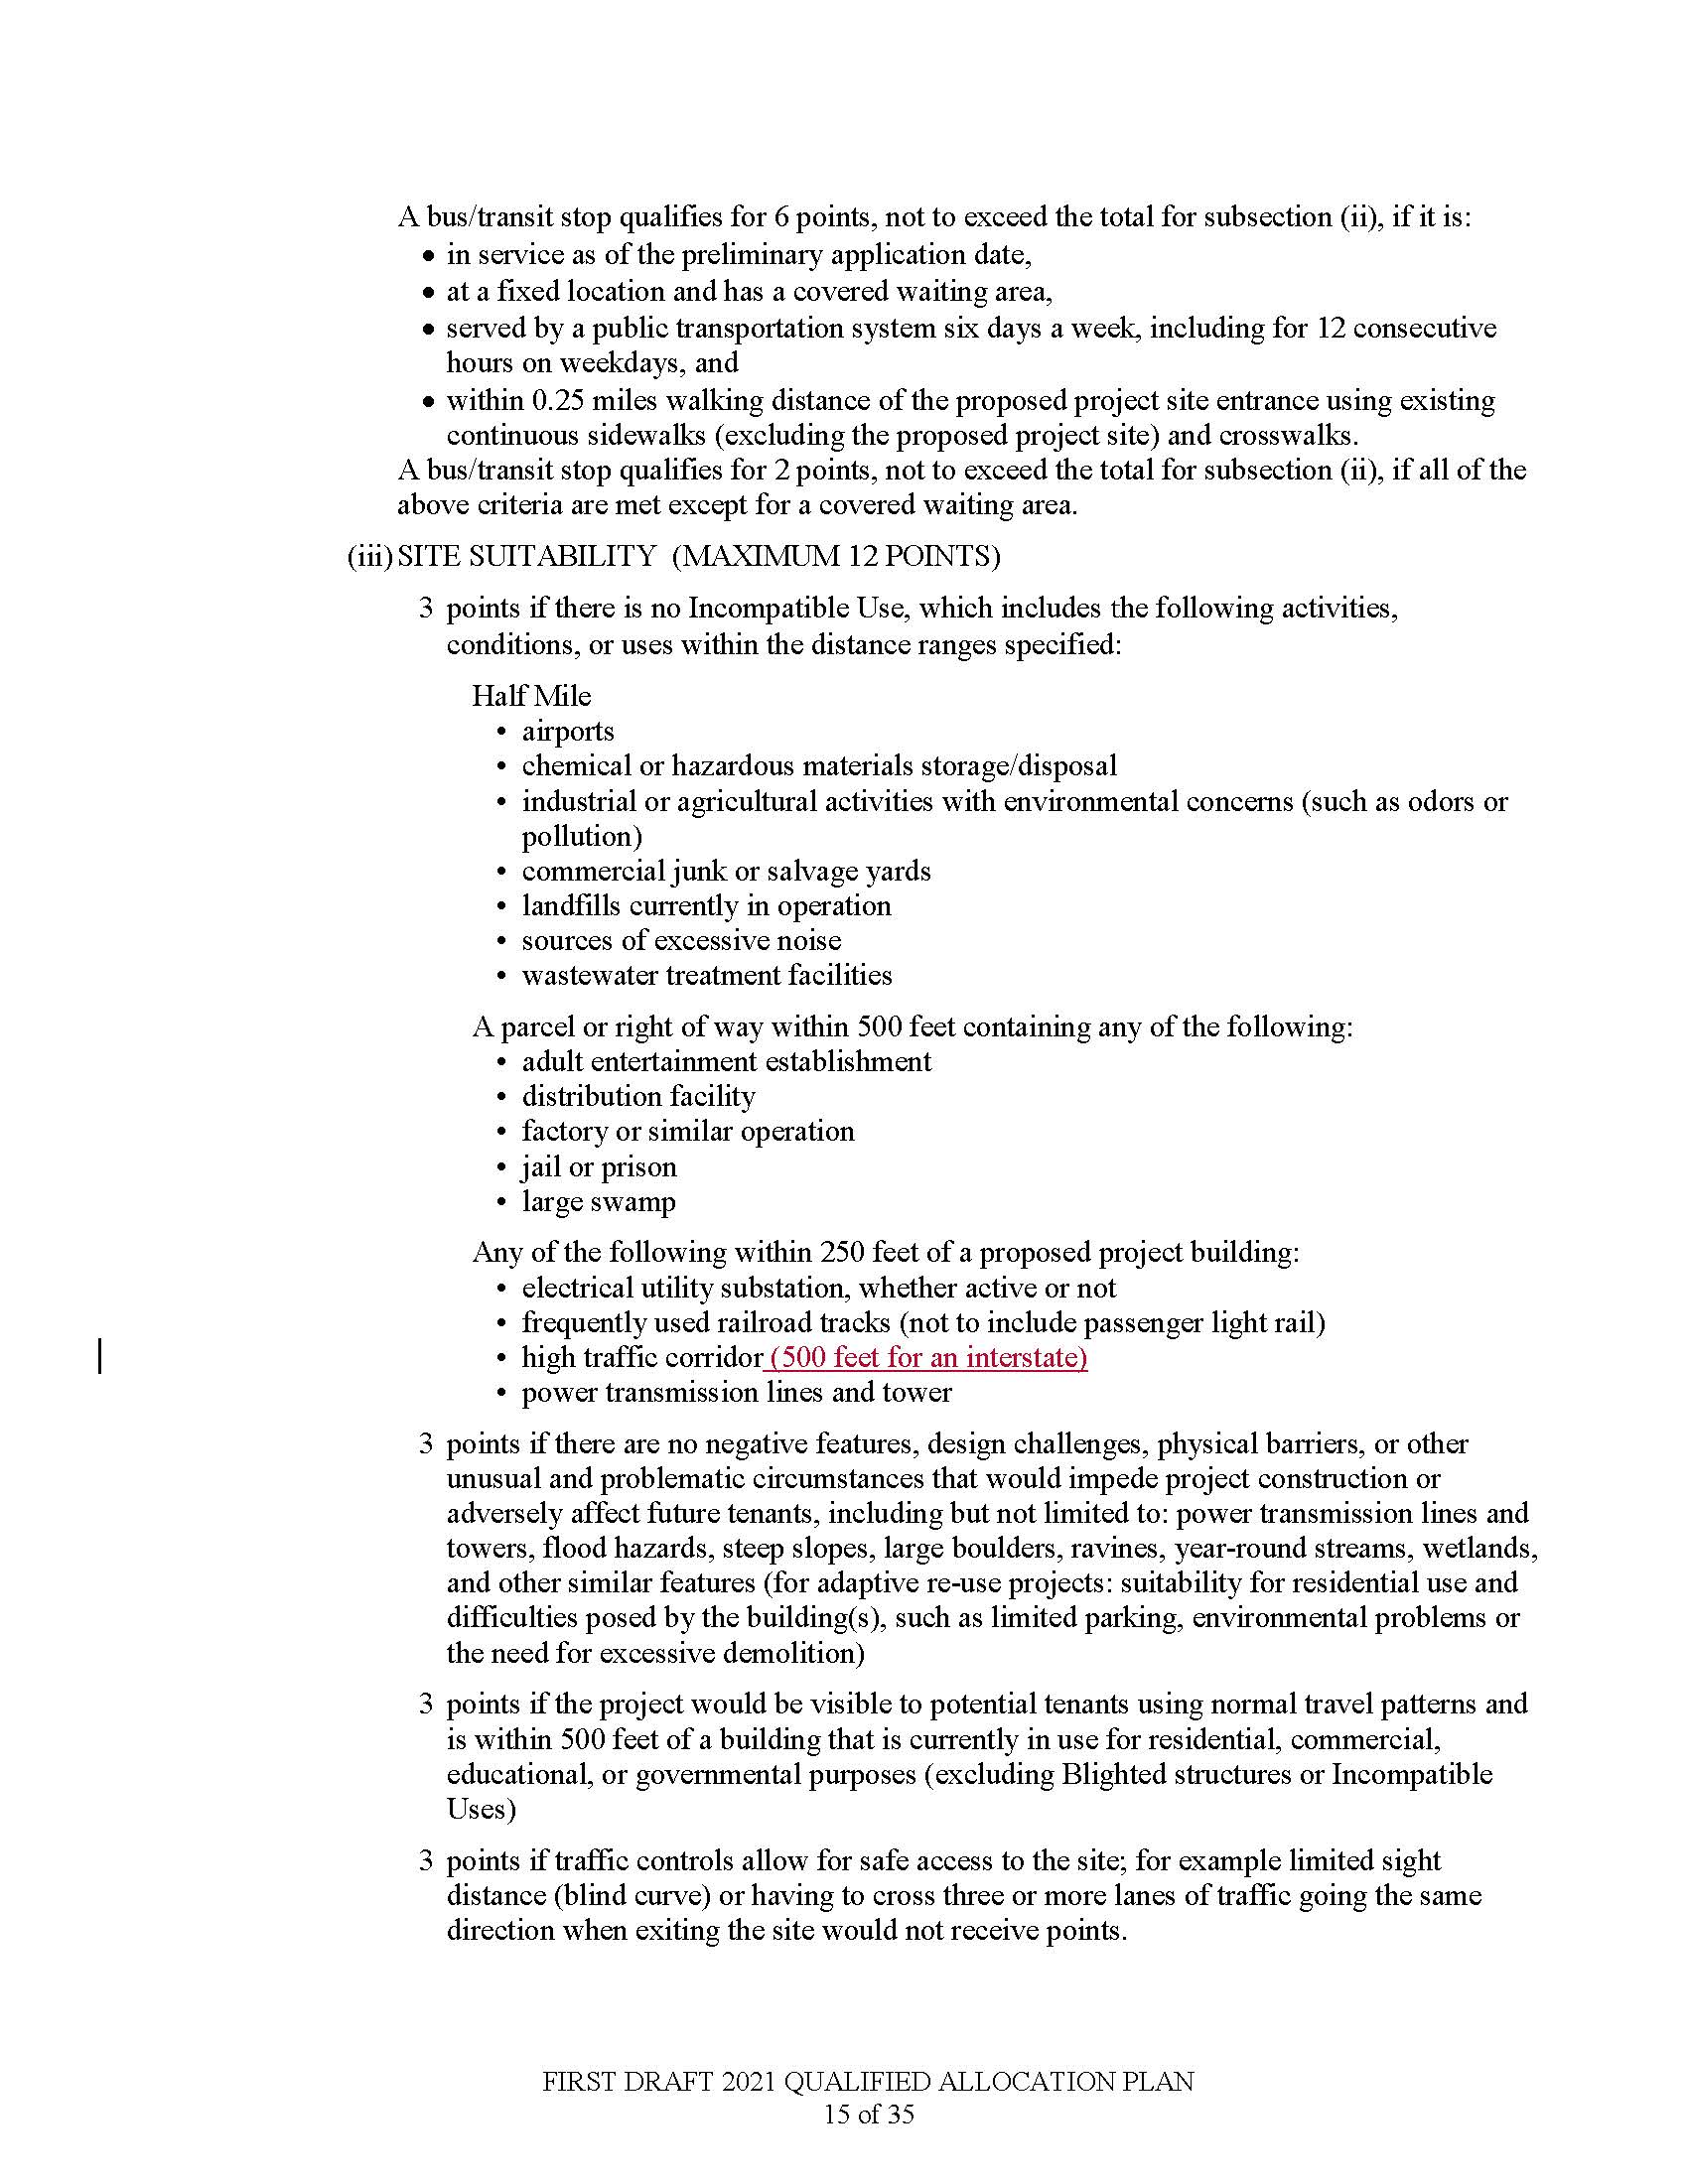 A bus/transit stop qualifies for 6 points, not to exceed the total for subsection (ii), if it is:
• in service as of the preliminary application date,
• at a fixed location and has a covered waiting area,
• served by a public transportation system six days a week, including for 12 consecutive
hours on weekdays, and
• within 0.25 miles walking distance of the proposed project site entrance using existing
continuous sidewalks (excluding the proposed project site) and crosswalks.
A bus/transit stop qualifies for 2 points, not to exceed the total for subsection (ii), if all of the
above criteria are met except for a covered waiting area.
(iii) SITE SUITABILITY (MAXIMUM 12 POINTS)
3 points if there is no Incompatible Use, which includes the following activities,
conditions, or uses within the distance ranges specified:
Half Mile
• airports
• chemical or hazardous materials storage/disposal
• industrial or agricultural activities with environmental concerns (such as odors or
pollution)
• commercial junk or salvage yards
• landfills currently in operation
• sources of excessive noise
• wastewater treatment facilities
A parcel or right of way within 500 feet containing any of the following:
• adult entertainment establishment
• distribution facility
• factory or similar operation
• jail or prison
• large swamp
Any of the following within 250 feet of a proposed project building:
• electrical utility substation, whether active or not
• frequently used railroad tracks (not to include passenger light rail)
• high traffic corridor (500 feet for an interstate)
• power transmission lines and tower
3 points if there are no negative features, design challenges, physical barriers, or other
unusual and problematic circumstances that would impede project construction or
adversely affect future tenants, including but not limited to: power transmission lines and
towers, flood hazards, steep slopes, large boulders, ravines, year-round streams, wetlands,
and other similar features (for adaptive re-use projects: suitability for residential use and
difficulties posed by the building(s), such as limited parking, environmental problems or
the need for excessive demolition)
3 points if the project would be visible to potential tenants using normal travel patterns and
is within 500 feet of a building that is currently in use for residential, commercial,
educational, or governmental purposes (excluding Blighted structures or Incompatible
Uses)
3 points if traffic controls allow for safe access to the site; for example limited sight
distance (blind curve) or having to cross three or more lanes of traffic going the same
direction when exiting the site would not receive points.
FIRST DRAFT 2021 QUALIFIED ALLOCATION PLAN
15 of 35